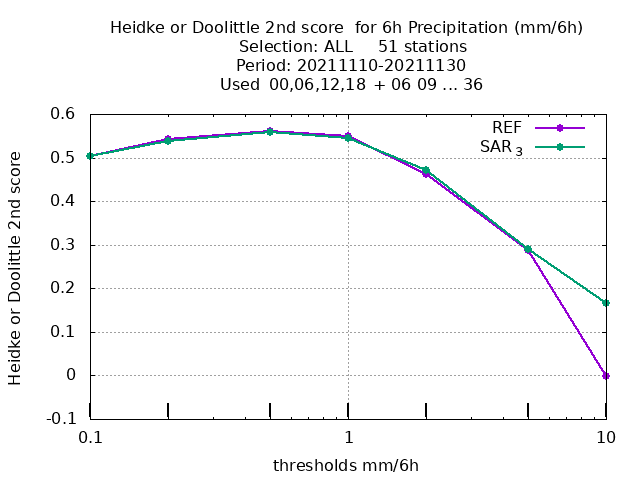 Heidke or Doolittle 2nd score  for 6h Precipitation (mm/6h)
Selection: ALL     51 stations
Period: 20211110-20211130
Used  00,06,12,18  + 06 09 ... 36
REF
SAR 3
0.6
0.5
0.4
0.3
0.2
0.1
0
-0.1
Heidke or Doolittle 2nd score
0.1
1
10
thresholds mm/6h